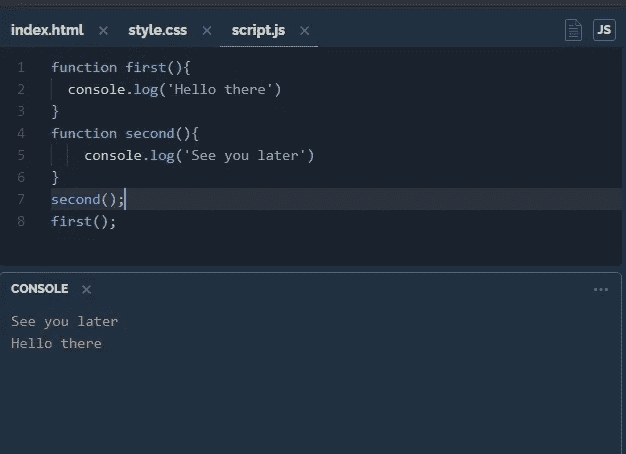 index.html × style.css × script.js × JS
1 function first(){
2 console.log('Hello there')
3 }
4 function second(){
5 console.log('See you later')
6 }
7 second();
8 first();
CONSOLE × ...
See you later
Hello there